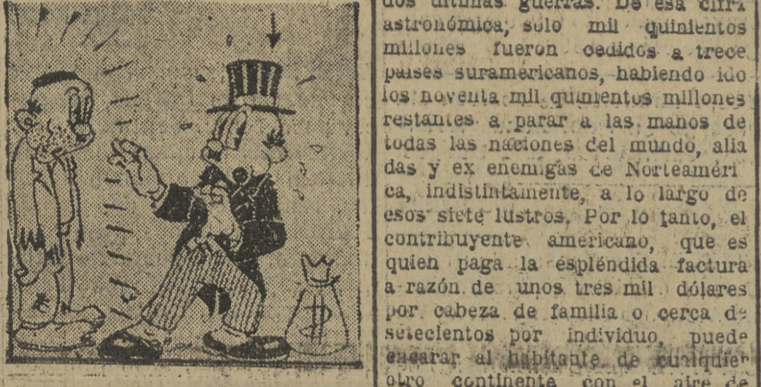 $
dos últimas guerras. De esa cifra
astronómica, solo mil quinientos
millones fueron cedidos a trece
países suramericanos, habiendo ido
los noventa mil quinientos millones
restantes a parar a las manos de
todas las naciones del mundo, alia
das y ex enemigas de Norteaméri
ca, indistintamente, a lo largo de
esos siete lustros. Por lo tanto, el
contribuyente americano, que es
quien paga la espléndida factura
a razón de unos tres mil dólares
por cabeza de familia o cerca de
setecientos por individuo, puede
encarar al habitante de cualquier
otro continente con el aire de